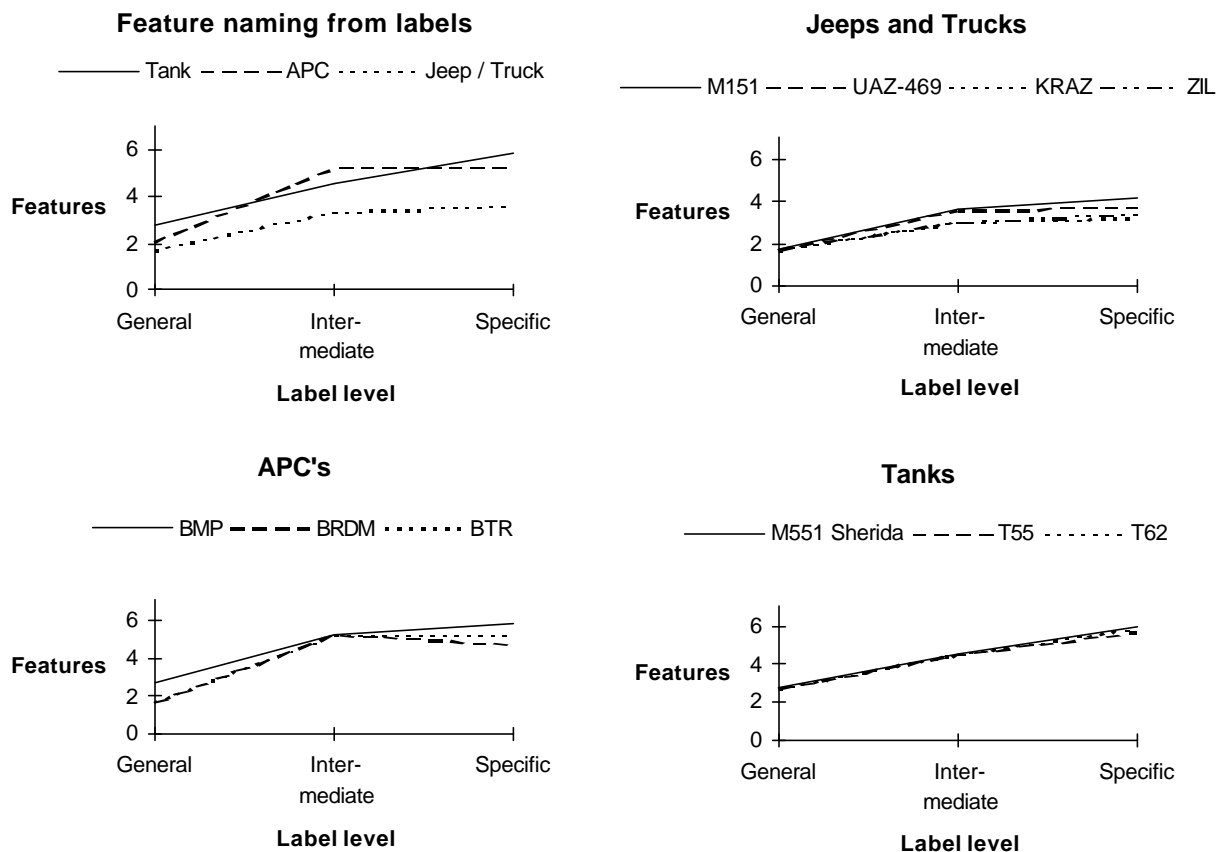 Feature naming from labels
Tank APC Jeep / Truck
6
4
Features
2
0
General Inter- Specific
mediate
Label level
Jeeps and Trucks
M151 UAZ-469 KRAZ ZIL
6
4
Features
2
0
General Inter- Specific
mediate
Label level
APC's
BMP BRDM BTR
6
4
Features
2
0
General Inter- Specific
mediate
Label level
Tanks
M551 Sherida T55 T62
6
4
Features
2
0
General Inter- Specific
mediate
Label level